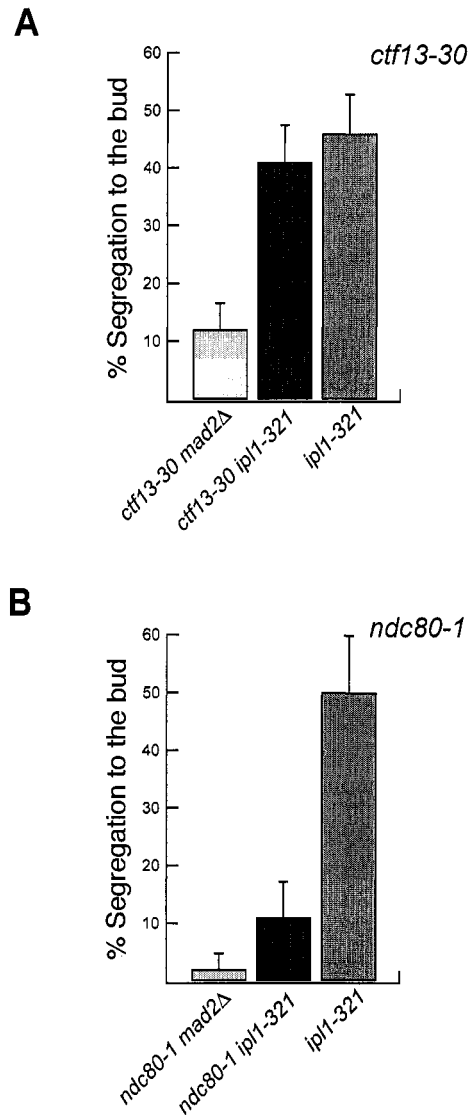 A
ctf13-30
% Segregation to the bud
60
50
40
30
20
10
ctf13-30 mad2Δ
ctf13-30 ipl1-321
ipl1-321
B
ndc80-1
% Segregation to the bud
60
50
40
30
20
10
ndc80-1 mad2Δ
ndc80-1 ipl1-321
ipl1-321